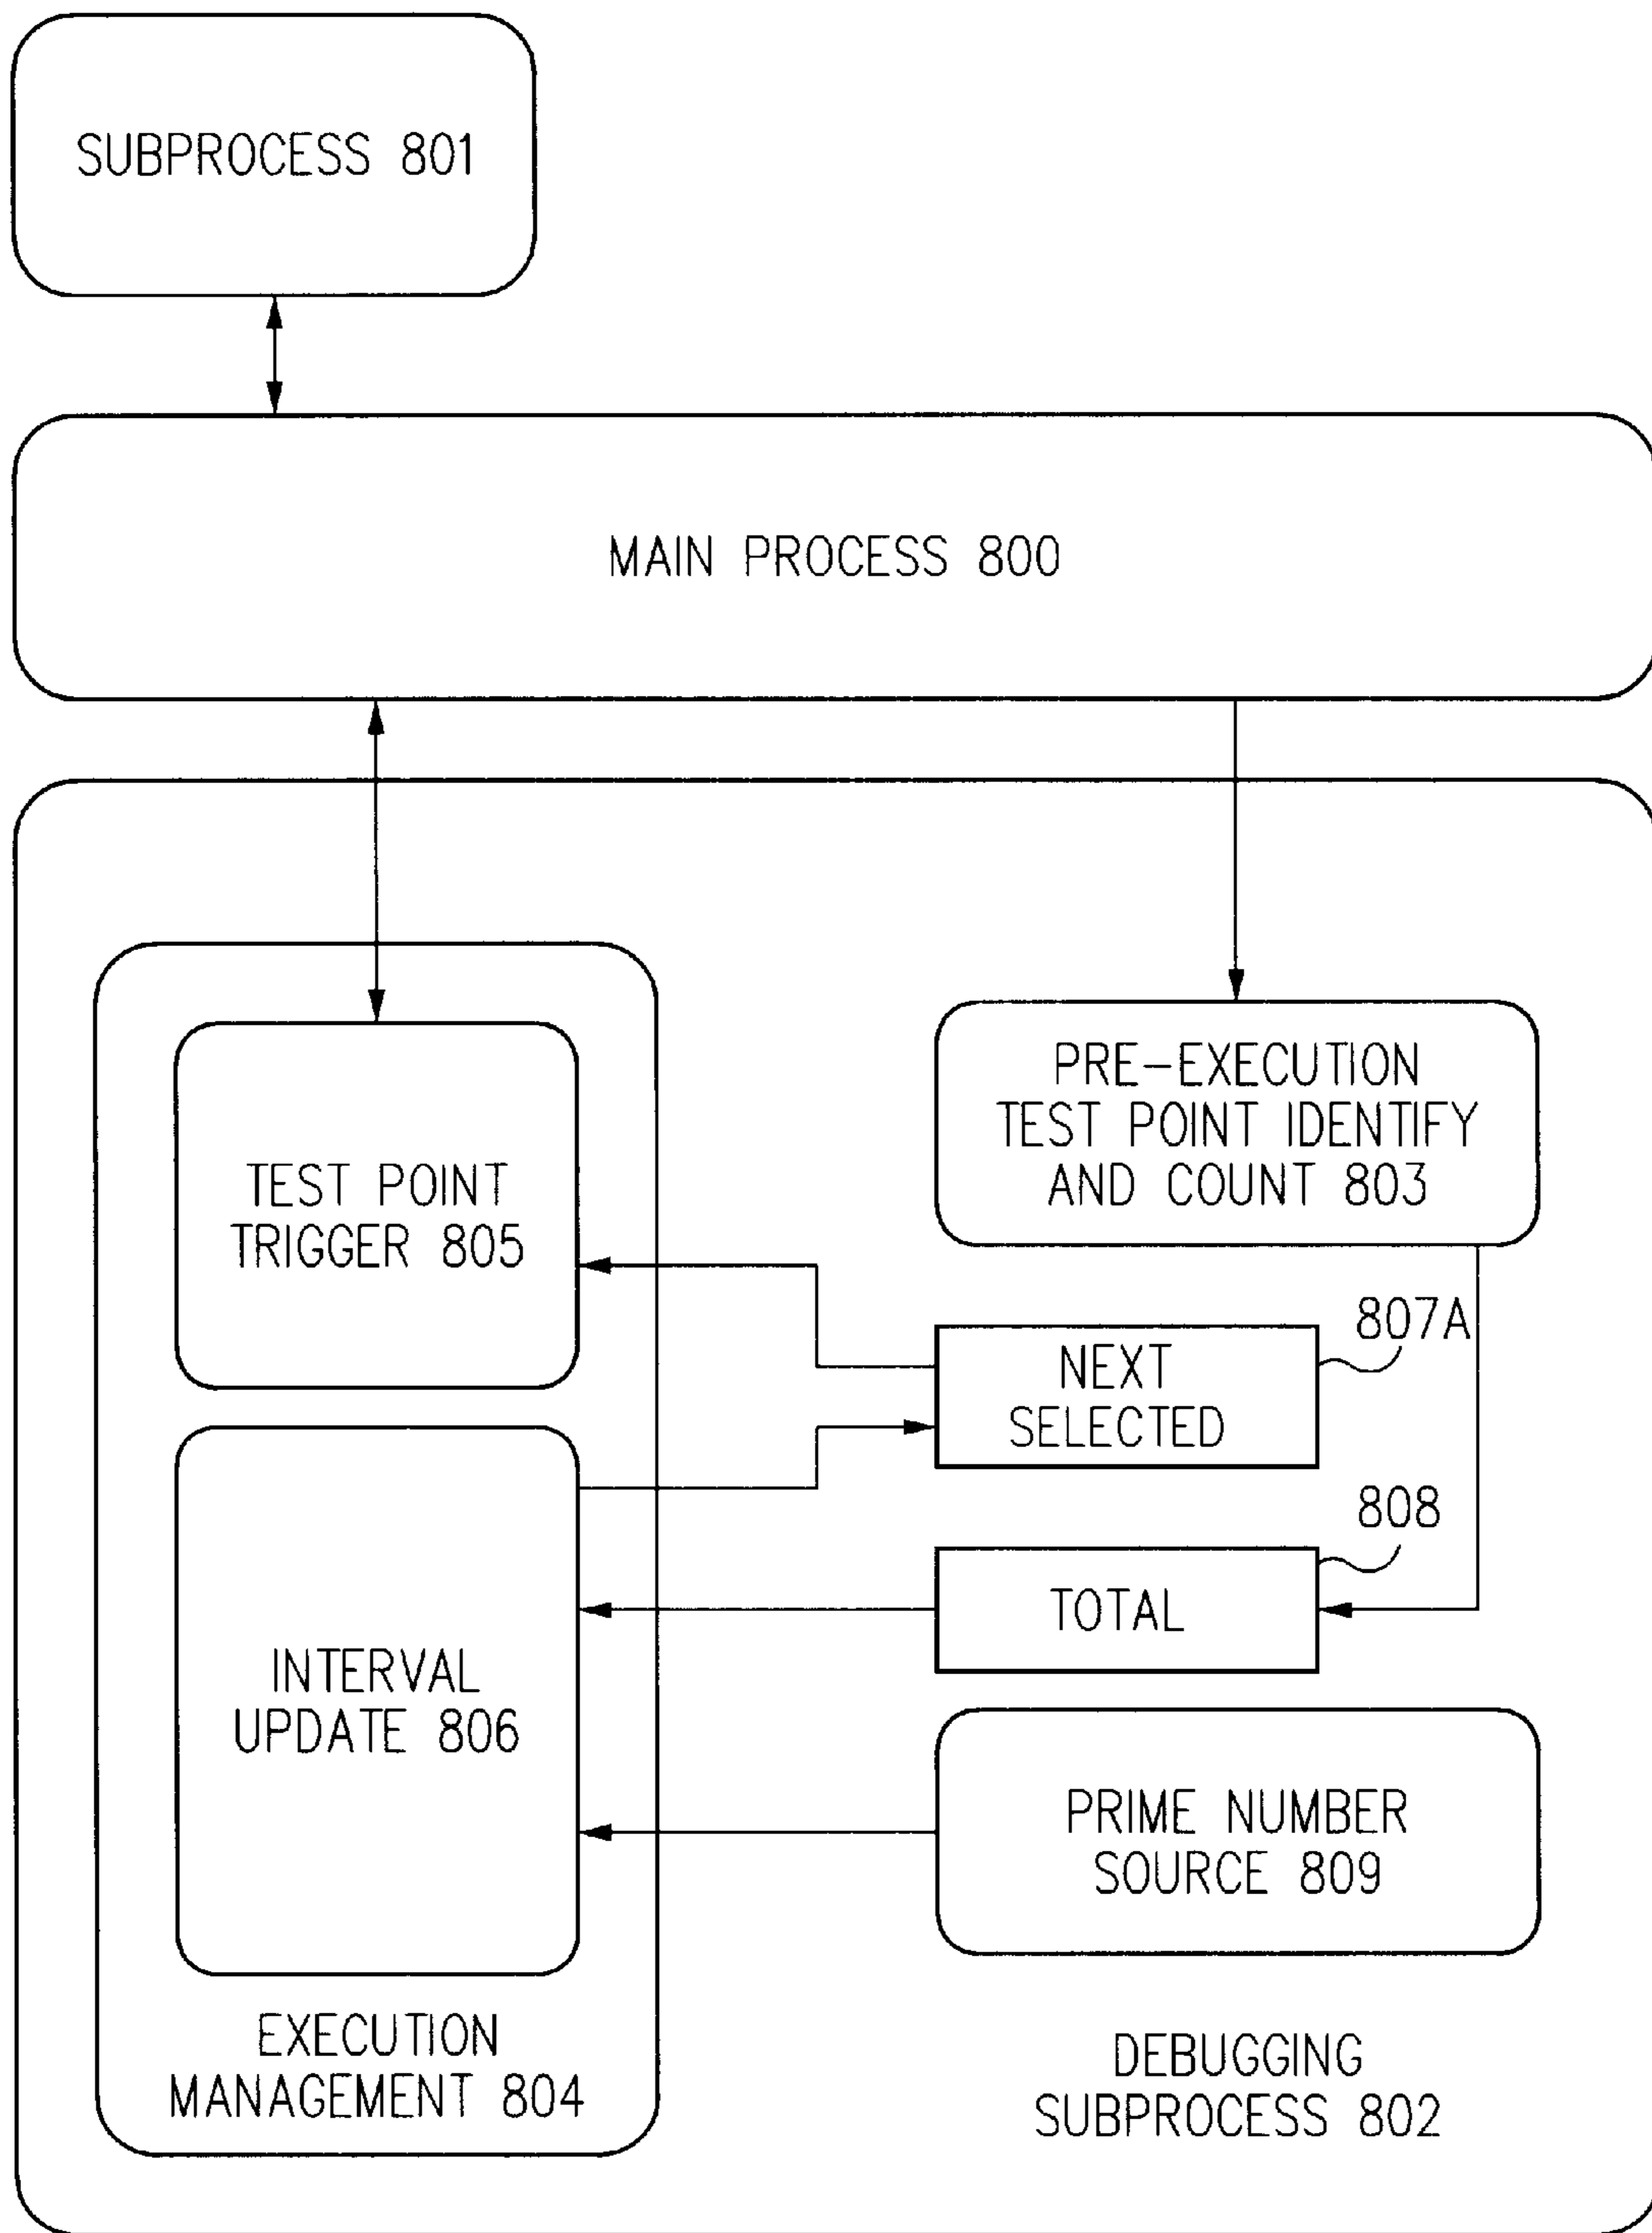 SUBPROCESS 801
MAIN PROCESS 800
PRE-EXECUTION
TEST POINT IDENTIFY
AND COUNT 803
TEST POINT
TRIGGER 805
807A
NEXT
SELECTED
808
TOTAL
INTERVAL
UPDATE 806
PRIME NUMBER
SOURCE 809
EXECUTION
MANAGEMENT 804
DEBUGGING
SUBPROCESS 802